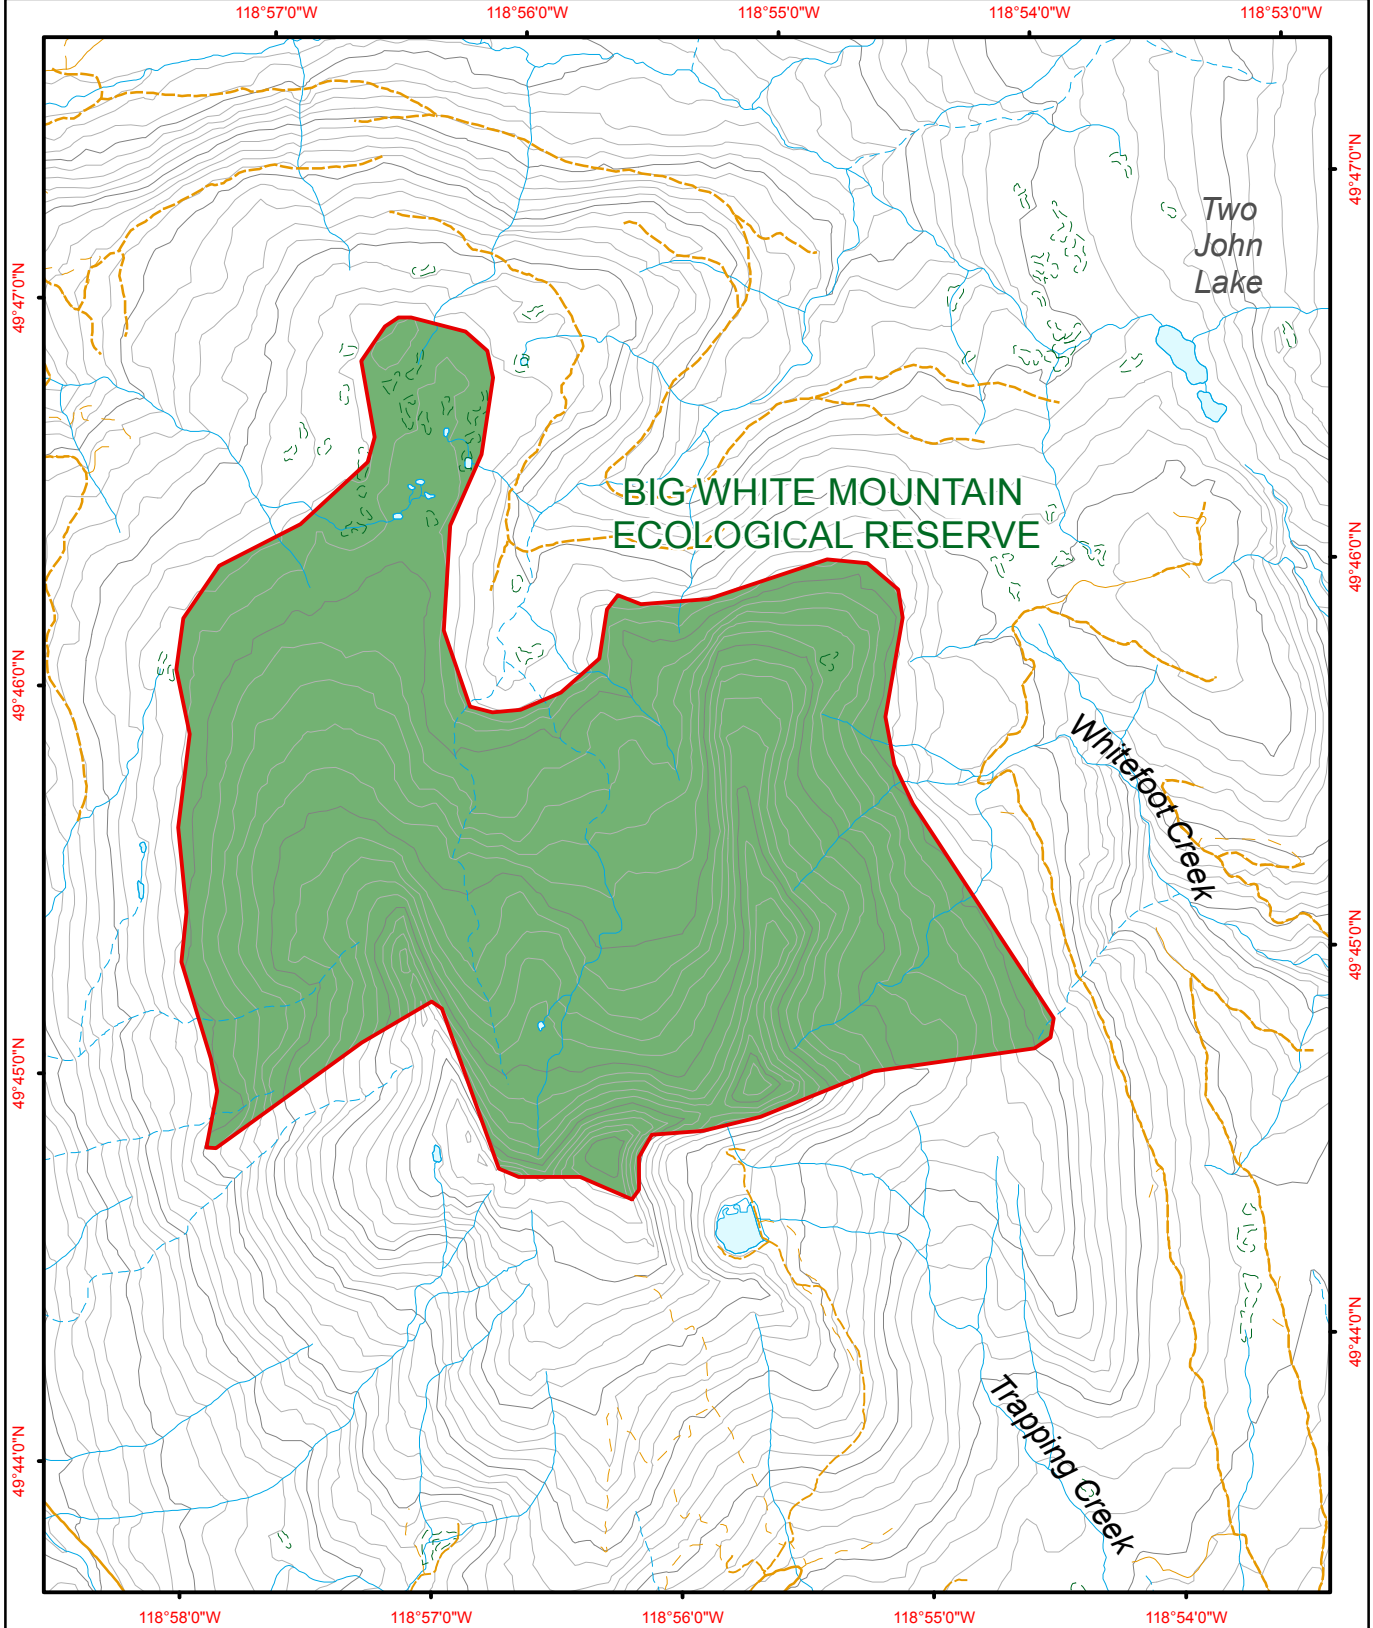 118°57'0"W
118°56'0"W
118°55'0"W
118°54'0"W
118°53'0"W
49°47'0"N
49°47'0"N
Two
John
Lake
BIG WHITE MOUNTAIN
ECOLOGICAL RESERVE
49°46'0"N
49°46'0"N
Whitefoot Creek
49°45'0"N
49°45'0"N
49°44'0"N
49°44'0"N
Trapping Creek
118°58'0"W
118°57'0"W
118°56'0"W
118°55'0"W
118°54'0"W